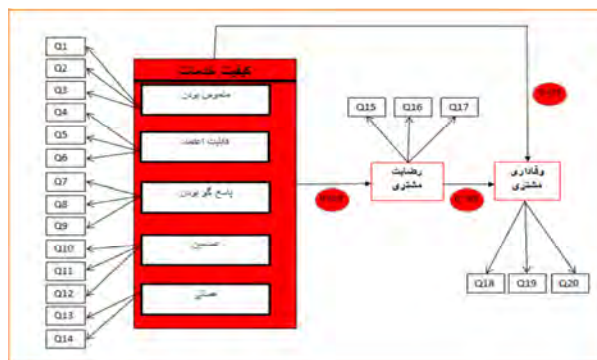 Q1
Q2
Q3
Q4
Q5
Q6
Q7
Q8
Q9
Q10
Q11
Q12
Q13
Q14
کیفیت خدمات
ملموس بودن
قابلیت اعتماد
پاسخ گو بودن
تضمین
Q15
Q16
Q17
رضایت
مشتری
وفاداری
مشتری
Q18
Q19
Q20